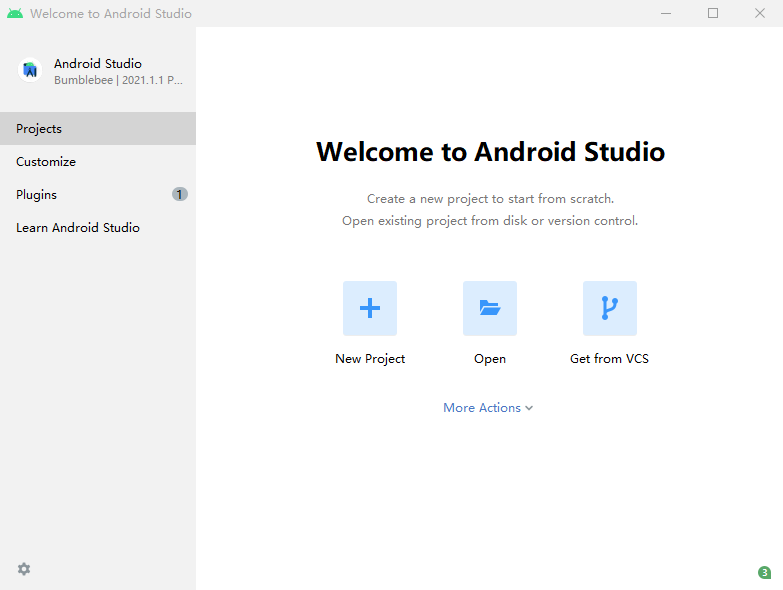 Welcome to Android Studio
Android Studio
Bumblebee | 2021.1.1 P...
Projects
Customize
Plugins 1
Learn Android Studio
Welcome to Android Studio
Create a new project to start from scratch.
Open existing project from disk or version control.
New Project
Open
Get from VCS
More Actions
3